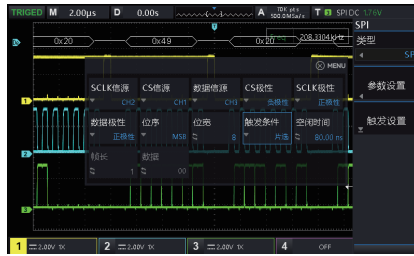 TRIGED M 2.00μs D 0.00s A 70K pts 500.0MSa/s T SPI DC 1.76V
SPI
类型
SP
0x20 0x49 0x20 208.3304kHz
MENU
SCLK信源 CS信源 数据信源 CS极性 SCLK极性
CH2 CH1 CH3 负极性 正极性
数据极性 位序 位宽 触发条件 空闲时间
正极性 MSB 8 片选 80.00 ns
帧长 数据
1 00
参数设置
触发设置
1
2
3
1 2.00V 1X 2 2.00V 1X 3 2.00V 1X 4 OFF